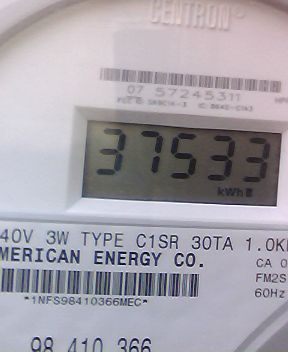 CENTRON®
07 57245311
37533
kWh
40V 3W TYPE C1SR 30TA 1.0K
MERICAN ENERGY CO.
CA 0
FM2S
60Hz
*1NFS98410366MEC*
98 410 366